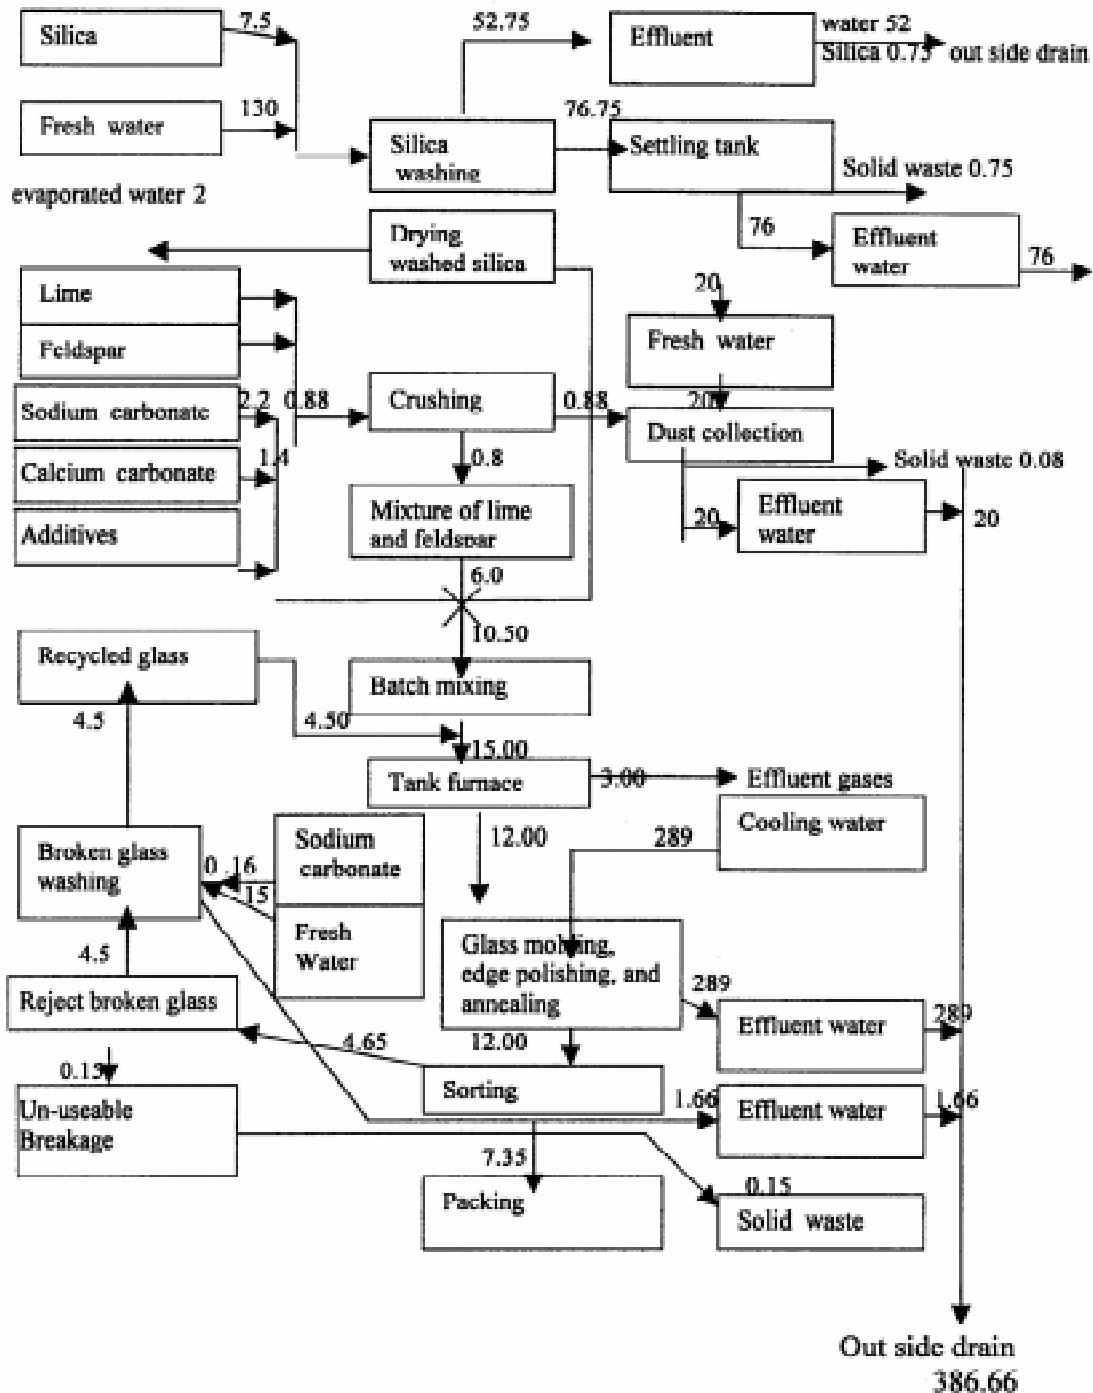 Silica
7.5
52.75
Effluent
water 52
Silica 0.75
out side drain
Fresh water
130
76.75
Silica
washing
Settling tank
Solid waste 0.75
evaporated water 2
Drying
washed silica
76
Effluent
water
76
Lime
20
Feldspar
Fresh water
Sodium carbonate
2.2
0.88
Crushing
0.88
20
Dust collection
Calcium carbonate
1.4
0.8
Solid waste 0.08
Additives
Mixture of lime
and feldspar
20
Effluent
water
20
6.0
10.50
Recycled glass
Batch mixing
4.5
4.50
15.00
Tank furnace
3.00
Effluent gases
Cooling water
12.00
289
Broken glass
washing
0 .16
15
Sodium
carbonate
Fresh
Water
4.5
Glass molding,
edge polishing, and
annealing
289
Reject broken glass
Effluent water
289
4.65
12.00
0.15
Sorting
Un-useable
Breakage
1.66
Effluent water
1.66
7.35
Packing
0.15
Solid waste
Out side drain
386.66